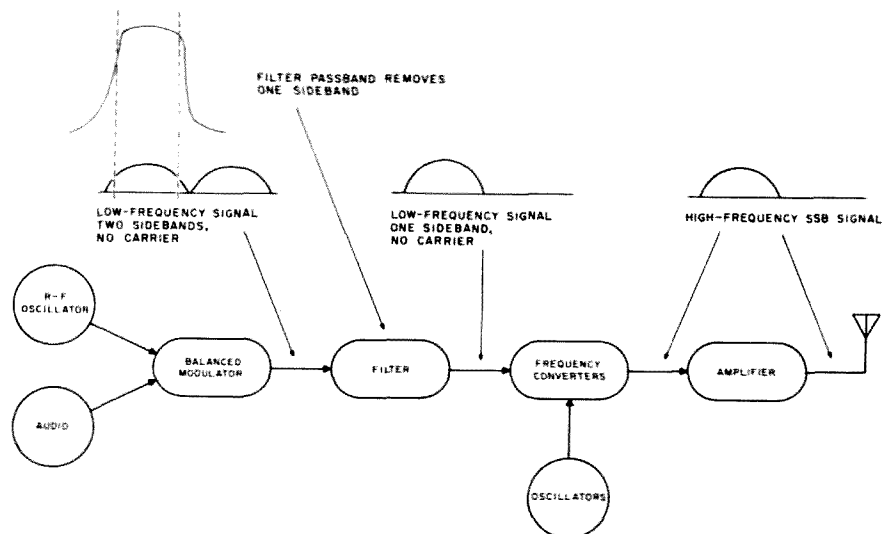 FILTER PASSBAND REMOVES
ONE SIDEBAND
LOW-FREQUENCY SIGNAL
TWO SIDEBANDS,
NO CARRIER
LOW-FREQUENCY SIGNAL
ONE SIDEBAND,
NO CARRIER
HIGH-FREQUENCY SSB SIGNAL
R-F
OSCILLATOR
BALANCED
MODULATOR
FILTER
FREQUENCY
CONVERTERS
AMPLIFIER
AUDIO
OSCILLATORS